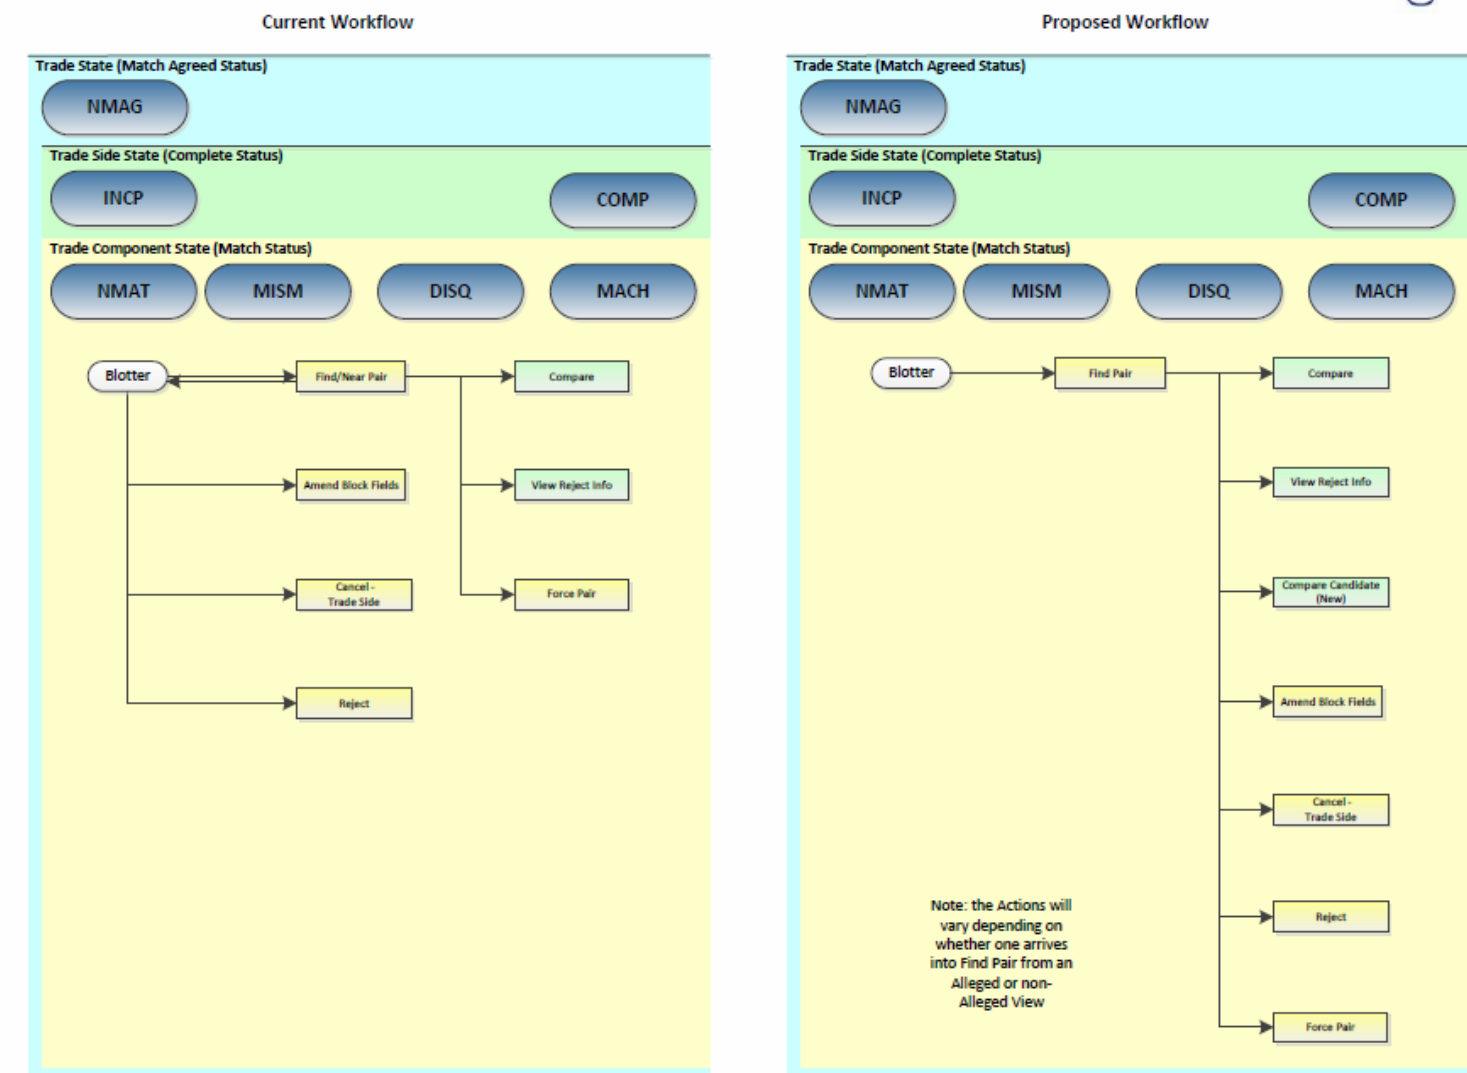 Current Workflow
Trade State (Match Agreed Status)
NMAG
Trade Side State (Complete Status)
INCP
COMP
Trade Component State (Match Status)
NMAT
MISM
DISQ
MACH
Blotter
Find/Near Pair
Compare
Amend Block Fields
View Reject Info
Cancel -
Trade Side
Force Pair
Reject
Proposed Workflow
Trade State (Match Agreed Status)
NMAG
Trade Side State (Complete Status)
INCP
COMP
Trade Component State (Match Status)
NMAT
MISM
DISQ
MACH
Blotter
Find Pair
Compare
View Reject Info
Compare Candidate
(New)
Amend Block Fields
Cancel -
Trade Side
Reject
Force Pair
Note: the Actions will
vary depending on
whether one arrives
into Find Pair from an
Alleged or non-
Alleged View